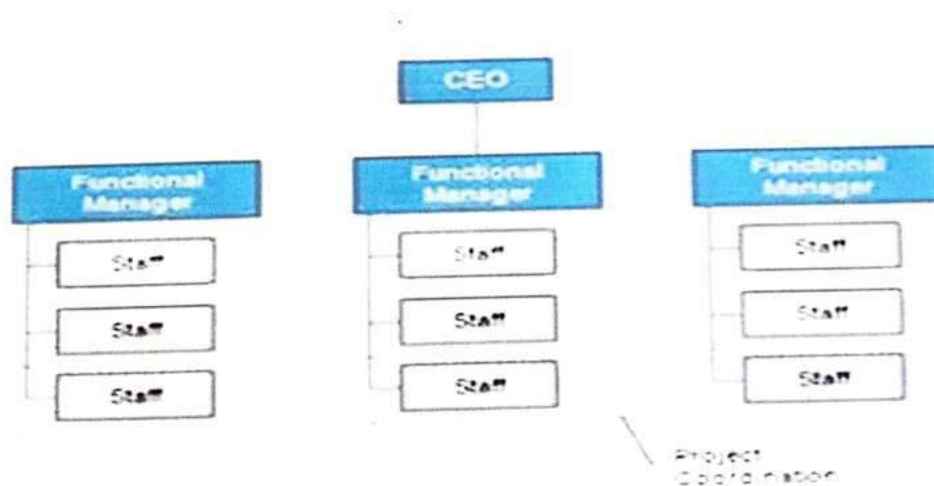 CEO
Functional
Manager
Functional
Manager
Functional
Manager
Staff
Staff
Staff
Staff
Staff
Staff
Staff
Staff
Staff
Project
Coordination